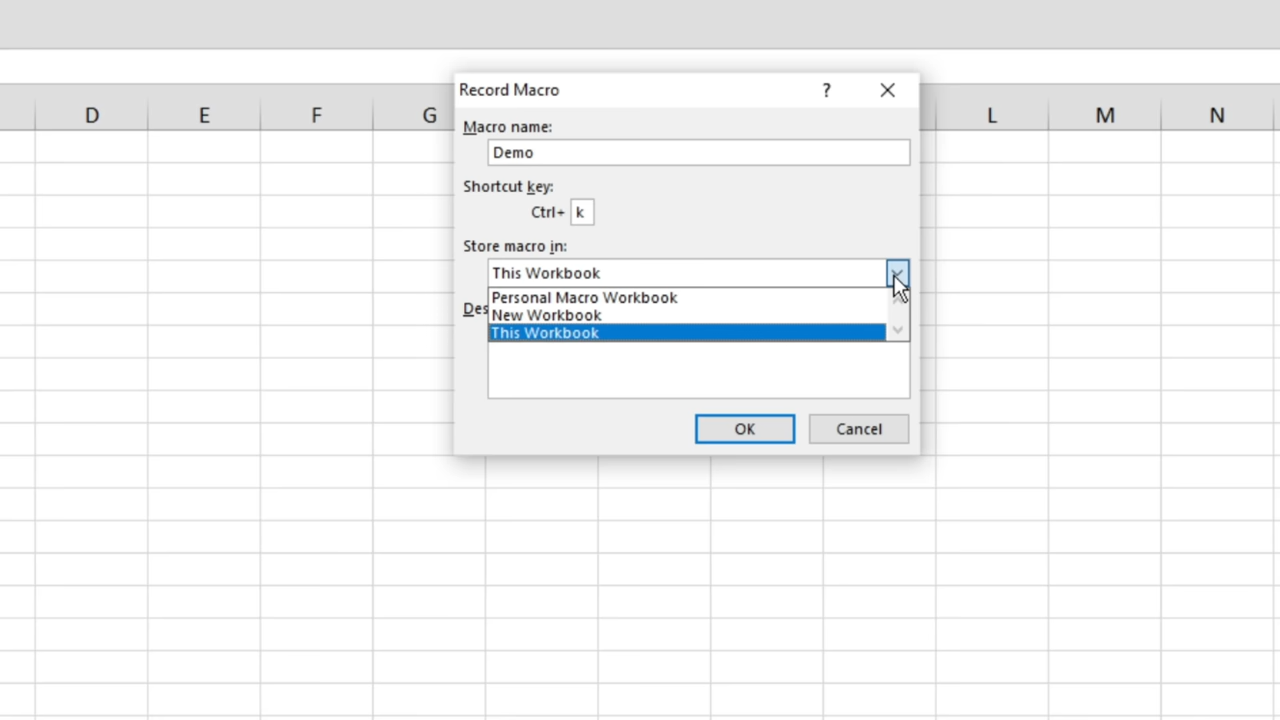 Record Macro ?
D E F G L M N
Macro name:
Demo
Shortcut key:
Ctrl+ k
Store macro in:
This Workbook
Personal Macro Workbook
Des
New Workbook
This Workbook
OK Cancel